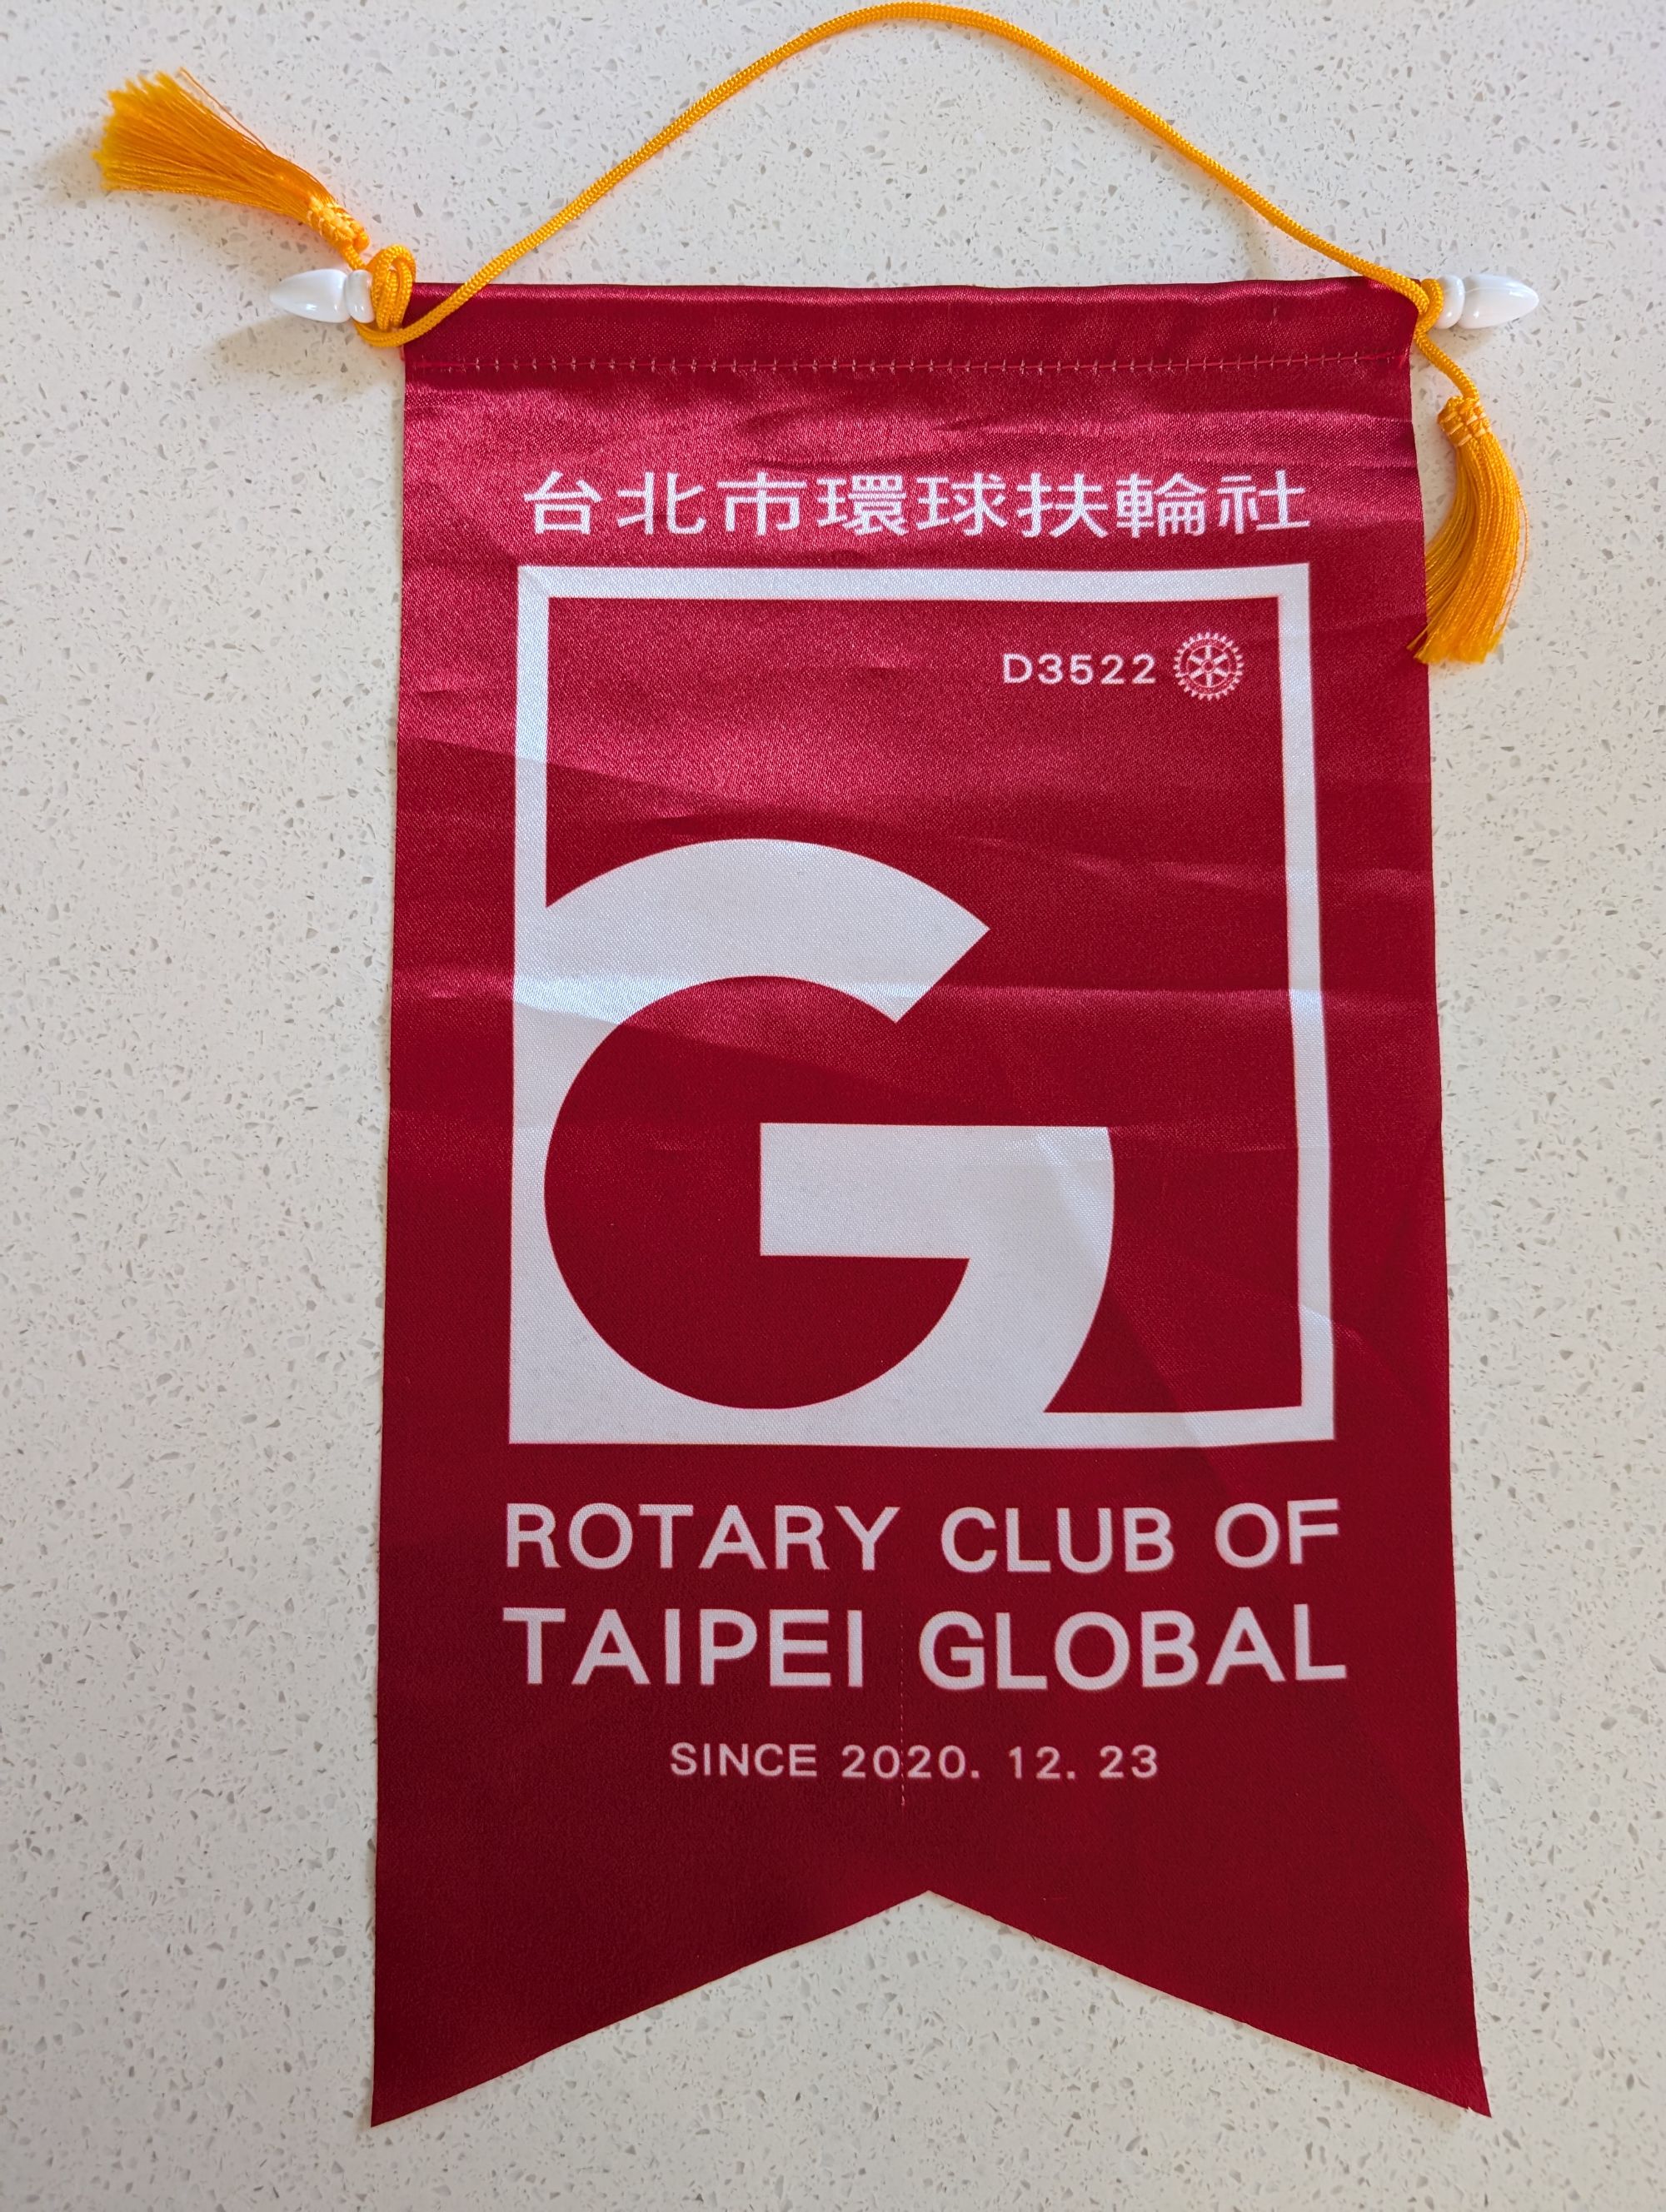 台北市環球扶輪社
D3522
G
ROTARY CLUB OF
TAIPEI GLOBAL
SINCE 2020. 12. 23